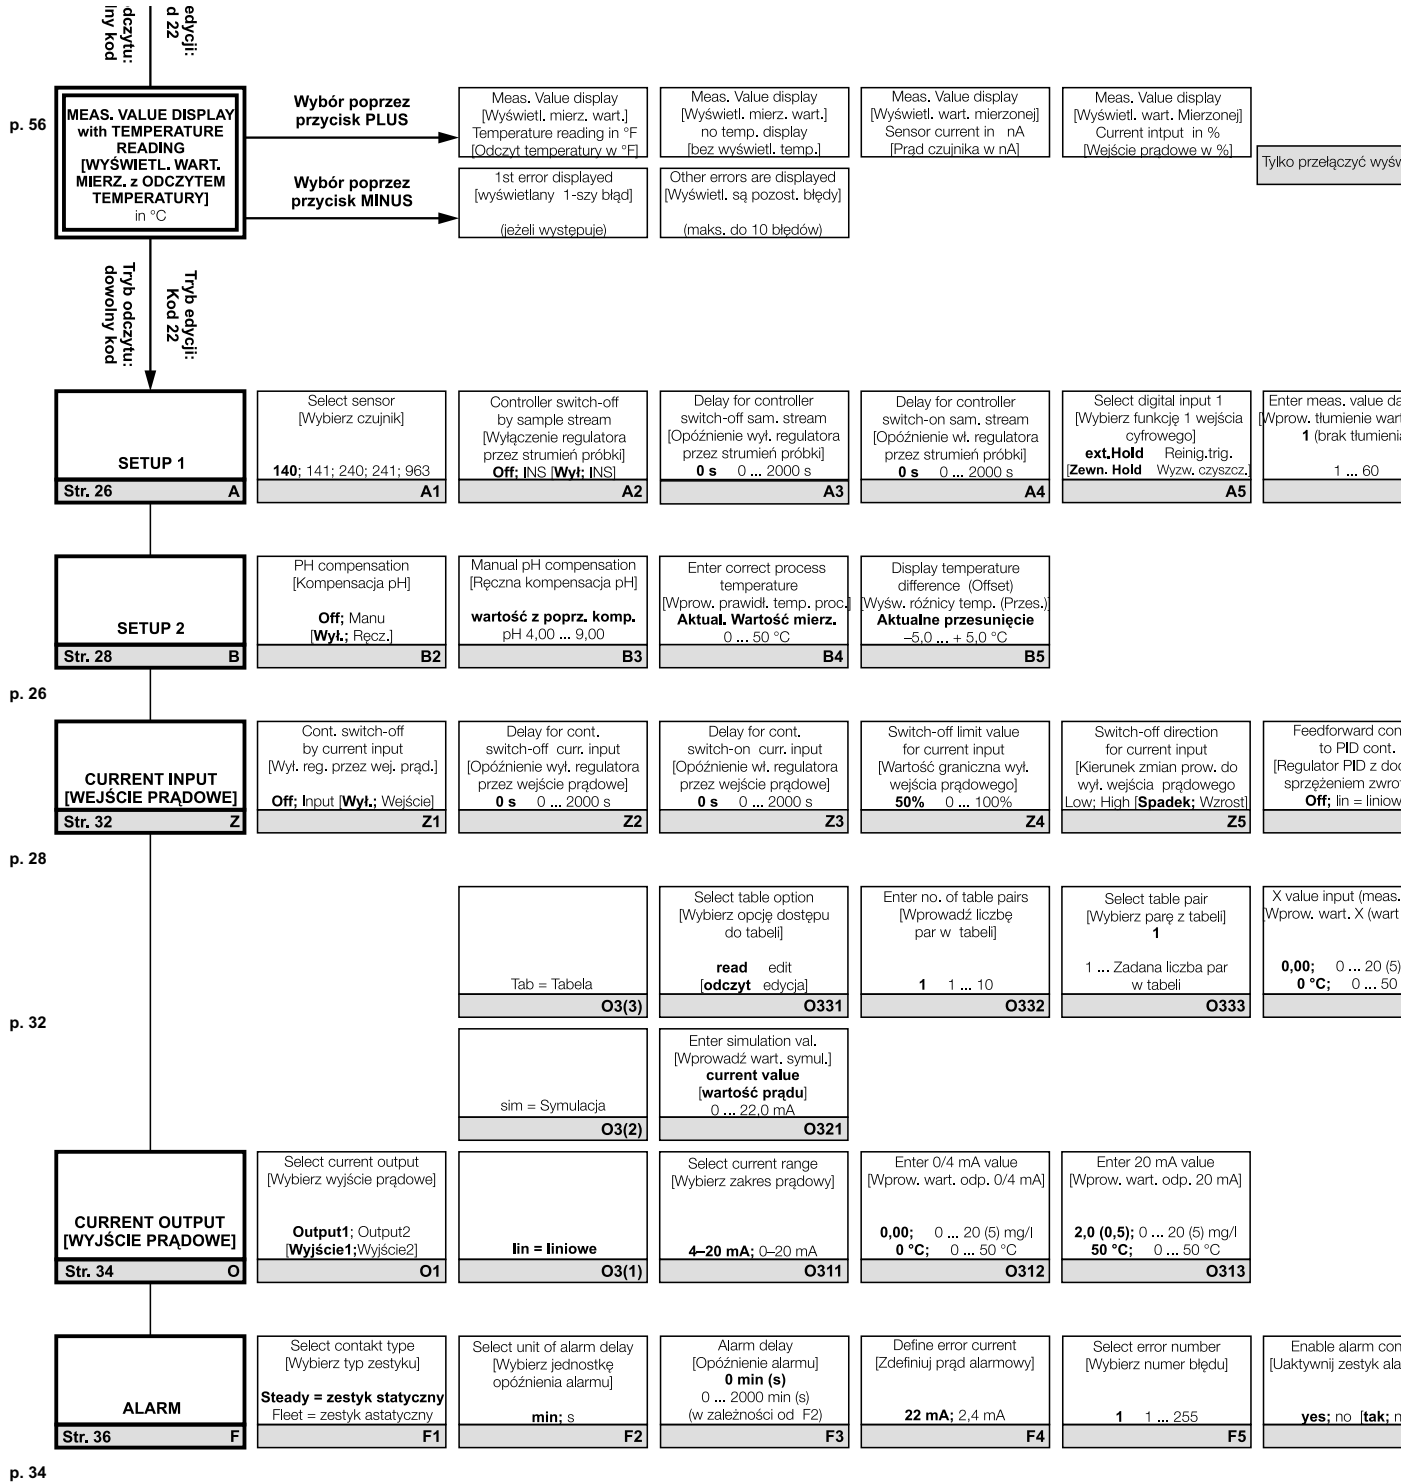 edycji:
d 22
dczytu:
lny kod
p. 56
MEAS. VALUE DISPLAY
with TEMPERATURE
READING
[WYŚWIETL. WART.
MIERZ. z ODCZYTEM
TEMPERATURY]
in °C
Wybór poprzez
przycisk PLUS
Meas. Value display
[Wyświetl. mierz. wart.]
Temperature reading in °F
[Odczyt temperatury w °F]
Meas. Value display
[Wyświetl. mierz. wart.]
no temp. display
[bez wyświetl. temp.]
Meas. Value display
[Wyświetl. wart. mierzonej]
Sensor current in nA
[Prąd czujnika w nA]
Meas. Value display
[Wyświetl. wart. Mierzonej]
Current intput in %
[Wejście prądowe w %]
Tylko przełączyć wyśw
Wybór poprzez
przycisk MINUS
1st error displayed
[wyświetlany 1-szy błąd]
(jeżeli występuje)
Other errors are displayed
[Wyświetl. są pozost. błędy]
(maks. do 10 błędów)
Tryb edycji:
Kod 22
Tryb odczytu:
dowolny kod
SETUP 1
Str. 26 A
Select sensor
[Wybierz czujnik]
140; 141; 240; 241; 963
A1
Controller switch-off
by sample stream
[Wyłączenie regulatora
przez strumień próbki]
Off; INS [Wył; INS]
A2
Delay for controller
switch-off sam. stream
[Opóźnienie wył. regulatora
przez strumień próbki]
0 s 0 ... 2000 s
A3
Delay for controller
switch-on sam. stream
[Opóźnienie wł. regulatora
przez strumień próbki]
0 s 0 ... 2000 s
A4
Select digital input 1
[Wybierz funkcję 1 wejścia
cyfrowego]
ext.Hold Reinig.trig.
[Zewn. Hold Wyzw. czyszcz.]
A5
Enter meas. value da
[Wprow. tłumienie wart
1 (brak tłumienia
1 ... 60
SETUP 2
Str. 28 B
PH compensation
[Kompensacja pH]
Off; Manu
[Wył.; Ręcz.]
B2
Manual pH compensation
[Ręczna kompensacja pH]
wartość z poprz. komp.
pH 4,00 ... 9,00
B3
Enter correct process
temperature
[Wprow. prawidł. temp. proc.]
Aktual. Wartość mierz.
0 ... 50 °C
B4
Display temperature
difference (Offset)
[Wyśw. różnicy temp. (Przes.)]
Aktualne przesunięcie
–5,0 ... + 5,0 °C
B5
p. 26
CURRENT INPUT
[WEJŚCIE PRĄDOWE]
Str. 32 Z
Cont. switch-off
by current input
[Wył. reg. przez wej. prąd.]
Off; Input [Wył.; Wejście]
Z1
Delay for cont.
switch-off curr. input
[Opóźnienie wył. regulatora
przez wejście prądowe]
0 s 0 ... 2000 s
Z2
Delay for cont.
switch-on curr. input
[Opóźnienie wł. regulatora
przez wejście prądowe]
0 s 0 ... 2000 s
Z3
Switch-off limit value
for current input
[Wartość graniczna wył.
wejścia prądowego]
50% 0 ... 100%
Z4
Switch-off direction
for current input
[Kierunek zmian prow. do
wył. wejścia prądowego
Low; High [Spadek; Wzrost]
Z5
Feedforward con
to PID cont.
[Regulator PID z doc
sprzężeniem zwrot
Off; lin = liniow
p. 28
Tab = Tabela
O3(3)
Select table option
[Wybierz opcję dostępu
do tabeli]
read edit
[odczyt edycja]
O331
Enter no. of table pairs
[Wprowadź liczbę
par w tabeli]
1 1 ... 10
O332
Select table pair
[Wybierz parę z tabeli]
1
1 ... Zadana liczba par
w tabeli
O333
X value input (meas.
[Wprow. wart. X (wart
0,00; 0 ... 20 (5)
0 °C; 0 ... 50
p. 32
sim = Symulacja
O3(2)
Enter simulation val.
[Wprowadź wart. symul.]
current value
[wartość prądu]
0 ... 22,0 mA
O321
CURRENT OUTPUT
[WYJŚCIE PRĄDOWE]
Str. 34 O
Select current output
[Wybierz wyjście prądowe]
Output1; Output2
[Wyjście1;Wyjście2]
O1
lin = liniowe
O3(1)
Select current range
[Wybierz zakres prądowy]
4–20 mA; 0–20 mA
O311
Enter 0/4 mA value
[Wprow. wart. odp. 0/4 mA]
0,00; 0 ... 20 (5) mg/l
0 °C; 0 ... 50 °C
O312
Enter 20 mA value
[Wprow. wart. odp. 20 mA]
2,0 (0,5); 0 ... 20 (5) mg/l
50 °C; 0 ... 50 °C
O313
ALARM
Str. 36 F
Select contakt type
[Wybierz typ zestyku]
Steady = zestyk statyczny
Fleet = zestyk astatyczny
F1
Select unit of alarm delay
[Wybierz jednostkę
opóźnienia alarmu]
min; s
F2
Alarm delay
[Opóźnienie alarmu]
0 min (s)
0 ... 2000 min (s)
(w zależności od F2)
F3
Define error current
[Zdefiniuj prąd alarmowy]
22 mA; 2,4 mA
F4
Select error number
[Wybierz numer błędu]
1 1 ... 255
F5
Enable alarm con
[Uaktywnij zestyk ala
yes; no [tak; n
p. 34